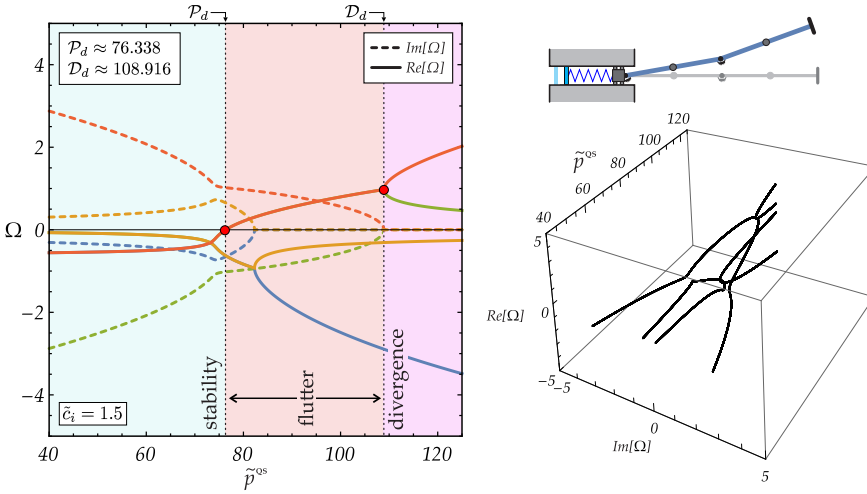 𝒫d 𝒟d
𝒫d ≈ 76.338
𝒟d ≈ 108.916
Im[Ω]
Re[Ω]
4
2
0
−2
−4
Ω
stability
flutter
divergence
c̃i = 1.5
40 60 80 100 120
p̃QS
120
100
80
60
40
p̃QS
5
0
−5
Re[Ω]
−5
0
5
Im[Ω]